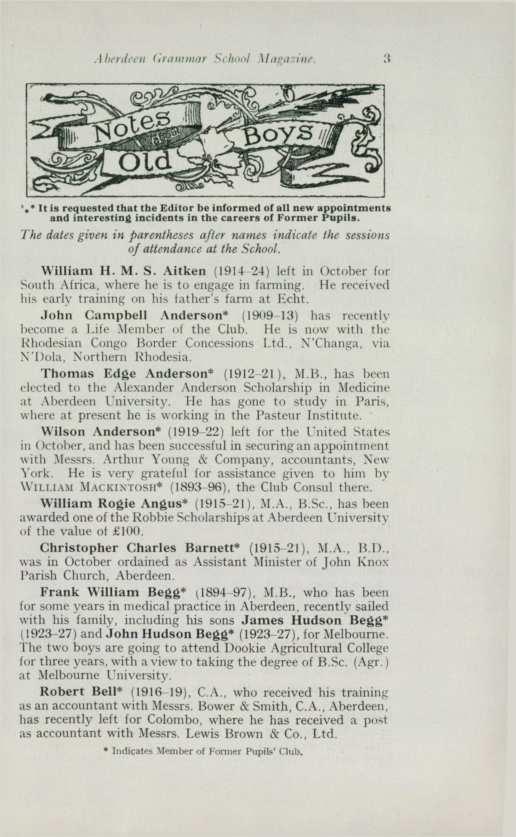 Aberdeen Grammar School Magazine. 3
Notes
Old Boys
*⁎* It is requested that the Editor be informed of all new appointments
and interesting incidents in the careers of Former Pupils.
The dates given in parentheses after names indicate the sessions
of attendance at the School.
William H. M. S. Aitken (1914-24) left in October for
South Africa, where he is to engage in farming. He received
his early training on his father's farm at Echt.
John Campbell Anderson* (1909-13) has recently
become a Life Member of the Club. He is now with the
Rhodesian Congo Border Concessions Ltd., N'Changa, via
N'Dola, Northern Rhodesia.
Thomas Edge Anderson* (1912-21), M.B., has been
elected to the Alexander Anderson Scholarship in Medicine
at Aberdeen University. He has gone to study in Paris,
where at present he is working in the Pasteur Institute.
Wilson Anderson* (1919-22) left for the United States
in October, and has been successful in securing an appointment
with Messrs. Arthur Young & Company, accountants, New
York. He is very grateful for assistance given to him by
WILLIAM MACKINTOSH* (1893-96), the Club Consul there.
William Rogie Angus* (1915-21), M.A., B.Sc., has been
awarded one of the Robbie Scholarships at Aberdeen University
of the value of £100.
Christopher Charles Barnett* (1915-21), M.A., B.D.,
was in October ordained as Assistant Minister of John Knox
Parish Church, Aberdeen.
Frank William Begg* (1894-97), M.B., who has been
for some years in medical practice in Aberdeen, recently sailed
with his family, including his sons James Hudson Begg*
(1923-27) and John Hudson Begg* (1923-27), for Melbourne.
The two boys are going to attend Dookie Agricultural College
for three years, with a view to taking the degree of B.Sc. (Agr.)
at Melbourne University.
Robert Bell* (1916-19), C.A., who received his training
as an accountant with Messrs. Bower & Smith, C.A., Aberdeen,
has recently left for Colombo, where he has received a post
as accountant with Messrs. Lewis Brown & Co., Ltd.
* Indicates Member of Former Pupils' Club.